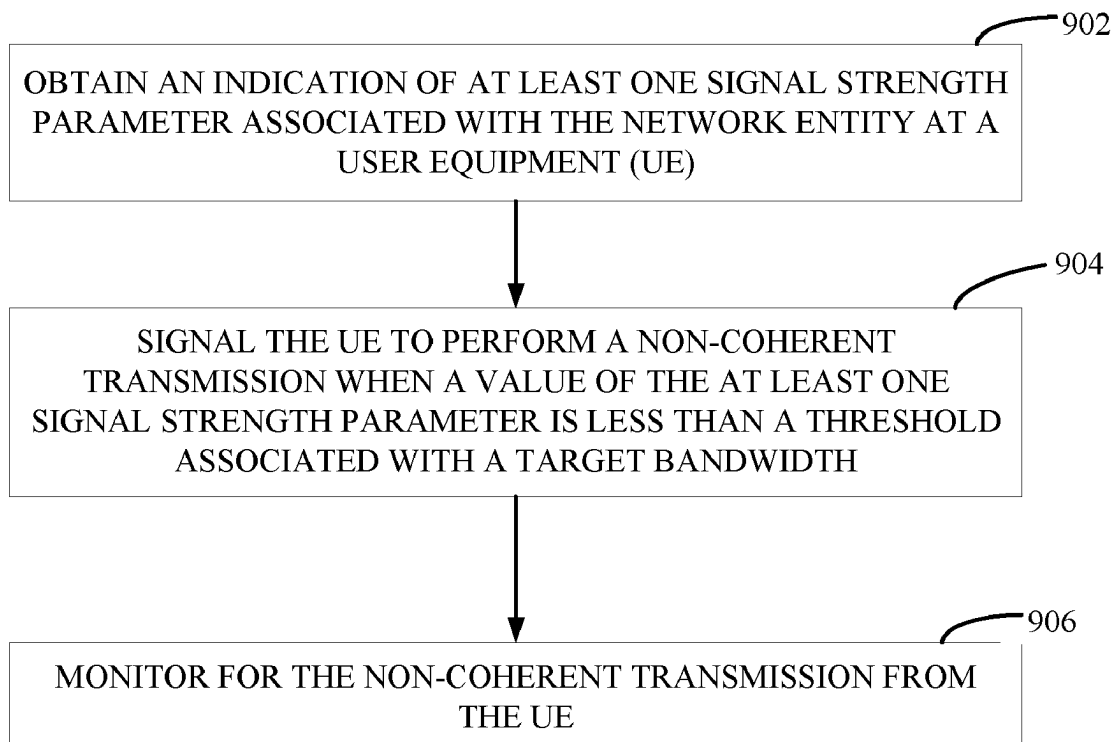 902
OBTAIN AN INDICATION OF AT LEAST ONE SIGNAL STRENGTH
PARAMETER ASSOCIATED WITH THE NETWORK ENTITY AT A
USER EQUIPMENT (UE)
904
SIGNAL THE UE TO PERFORM A NON-COHERENT
TRANSMISSION WHEN A VALUE OF THE AT LEAST ONE
SIGNAL STRENGTH PARAMETER IS LESS THAN A THRESHOLD
ASSOCIATED WITH A TARGET BANDWIDTH
906
MONITOR FOR THE NON-COHERENT TRANSMISSION FROM
THE UE